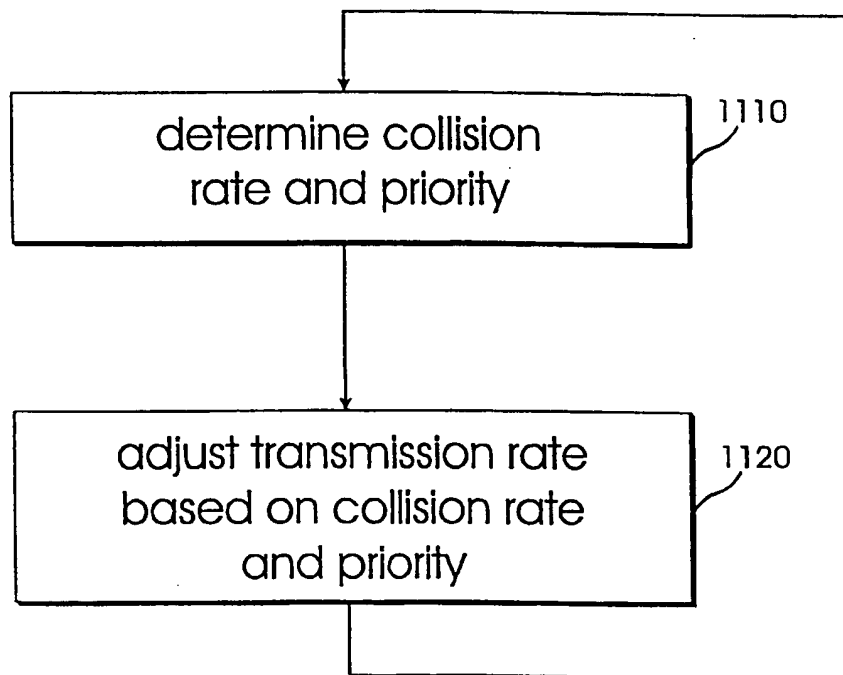 determine collision
rate and priority
1110
adjust transmission rate
based on collision rate
and priority
1120